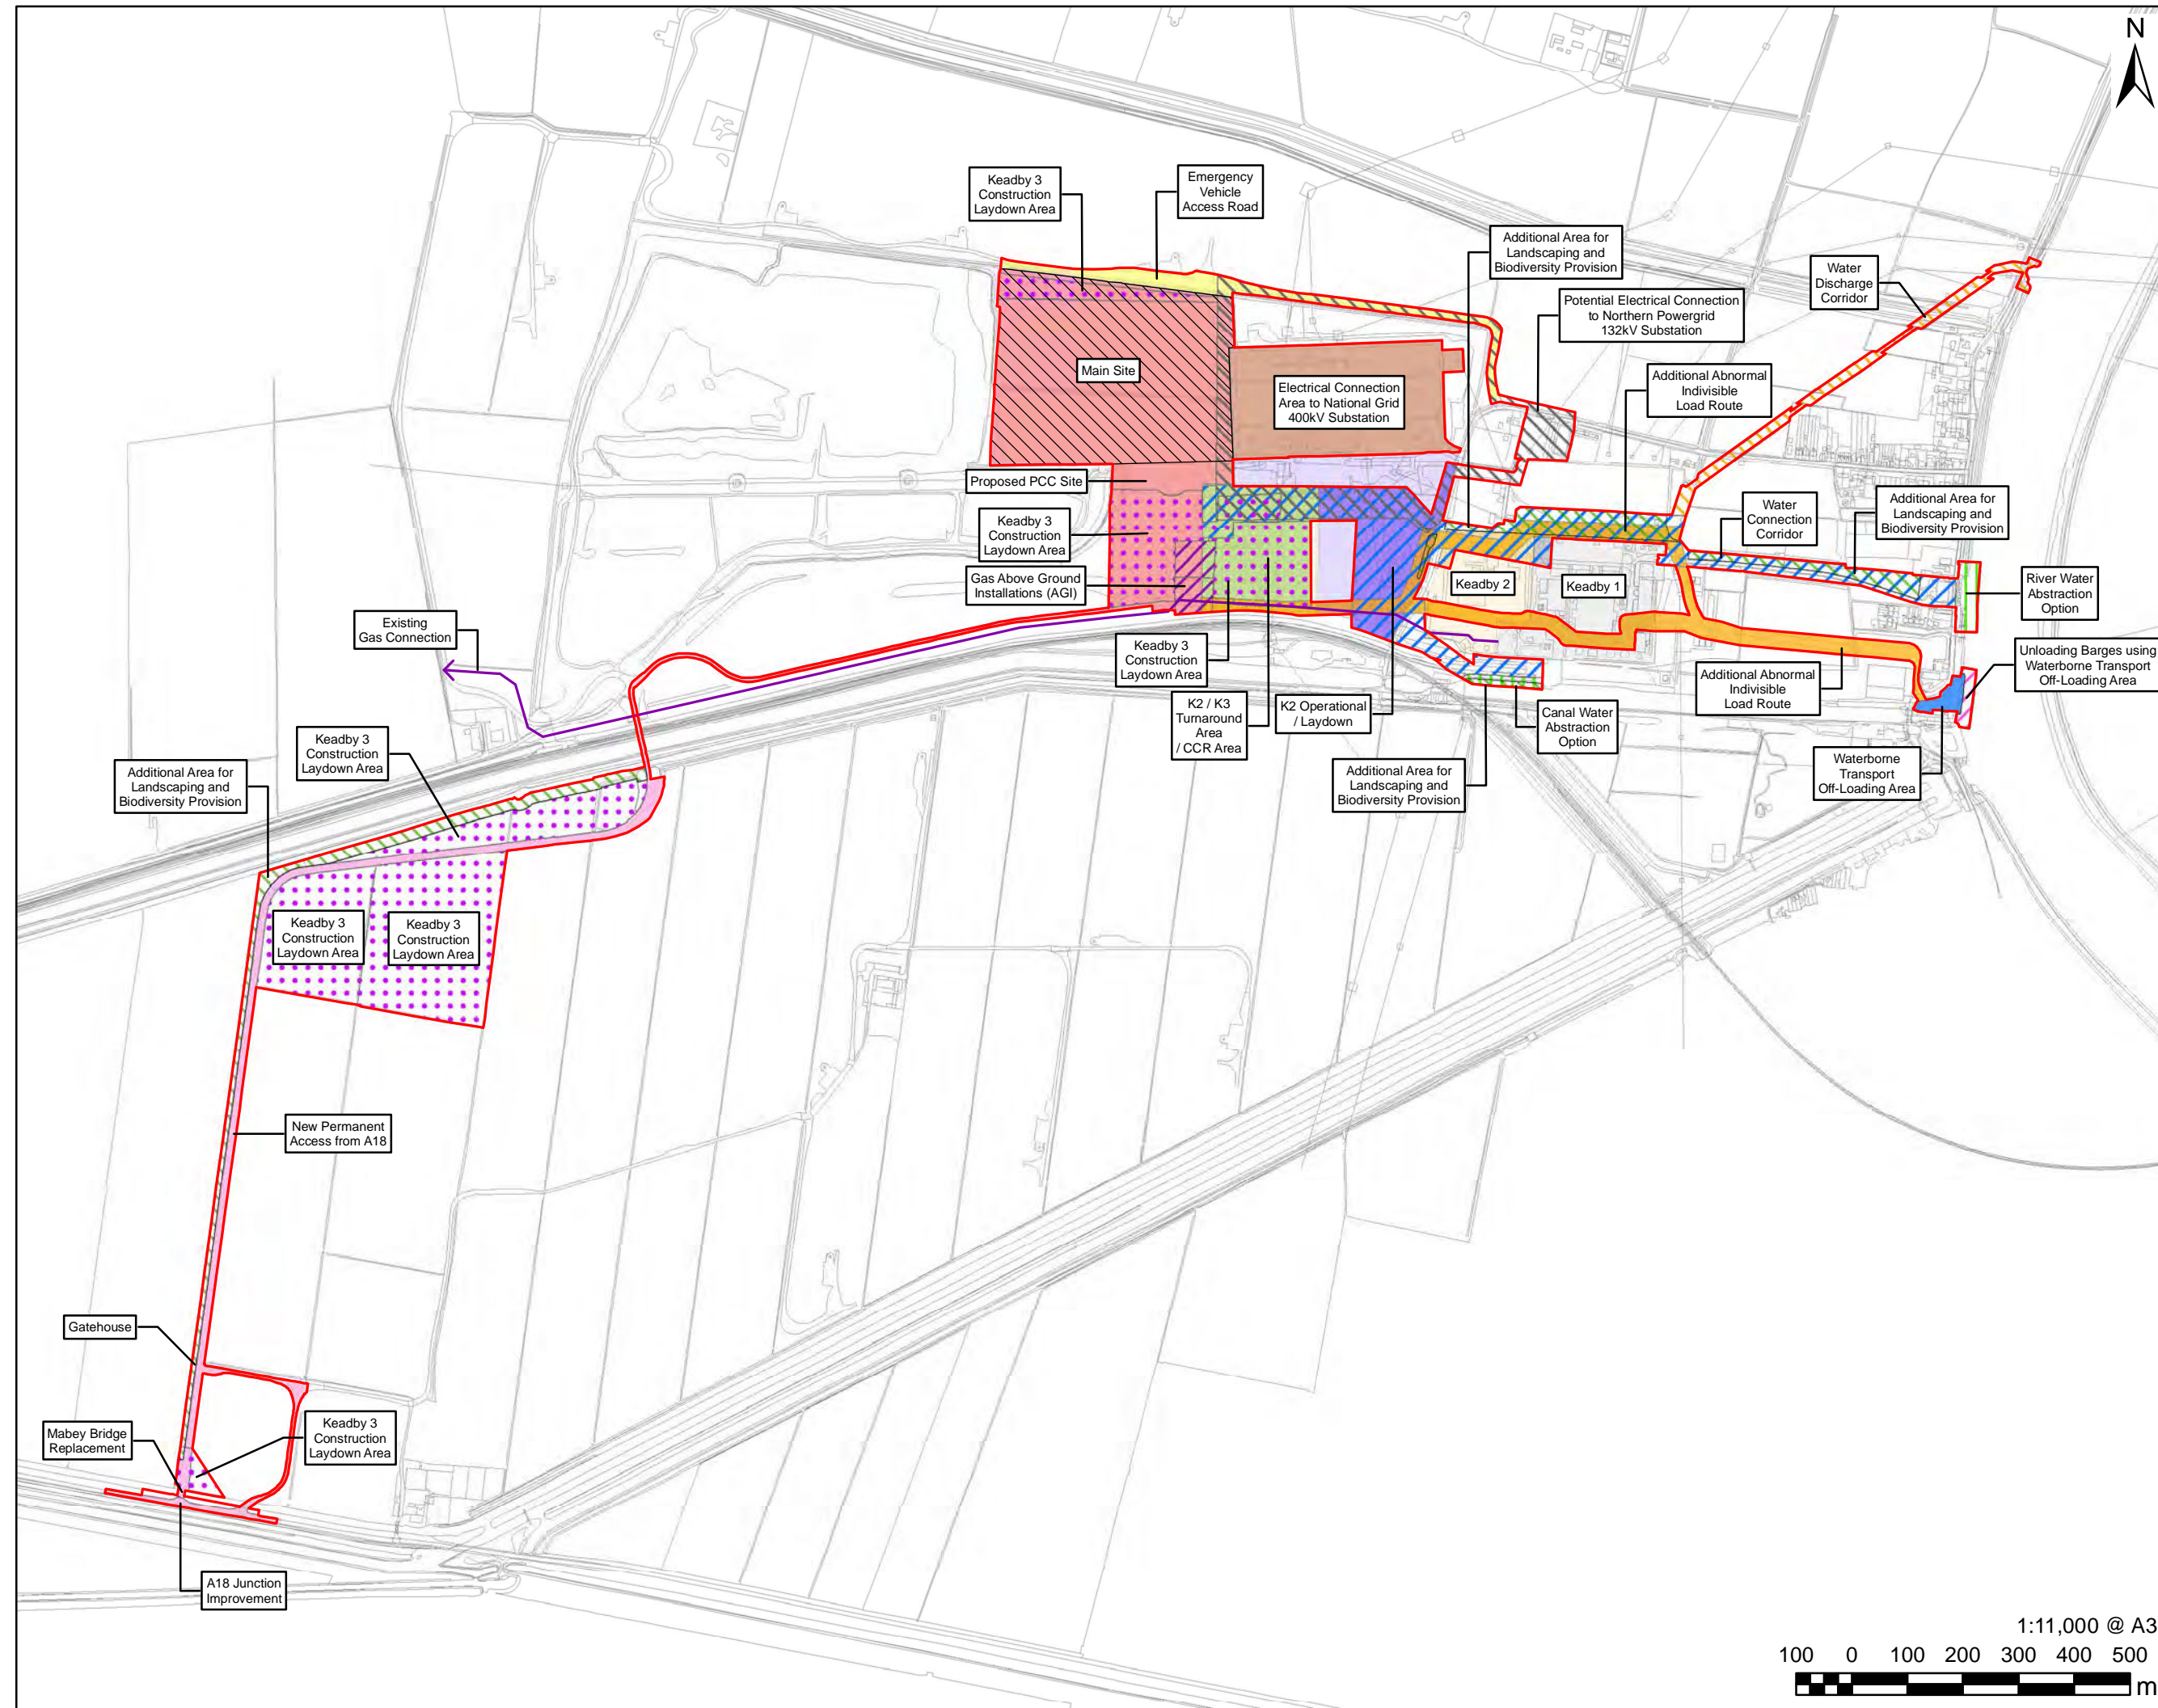 N
Keadby 3
Construction
Laydown Area
Emergency
Vehicle
Access Road
Additional Area for
Landscaping and
Biodiversity Provision
Water
Discharge
Corridor
Potential Electrical Connection
to Northern Powergrid
132kV Substation
Main Site
Electrical Connection
Area to National Grid
400kV Substation
Additional Abnormal
Indivisible
Load Route
Proposed PCC Site
Keadby 3
Construction
Laydown Area
Gas Above Ground
Installations (AGI)
Water
Connection
Corridor
Additional Area for
Landscaping and
Biodiversity Provision
Keadby 2
Keadby 1
River Water
Abstraction
Option
Existing
Gas Connection
Keadby 3
Construction
Laydown Area
K2 / K3
Turnaround
Area
/ CCR Area
K2 Operational
/ Laydown
Canal Water
Abstraction
Option
Additional Abnormal
Indivisible
Load Route
Unloading Barges using
Waterborne Transport
Off-Loading Area
Waterborne
Transport
Off-Loading Area
Additional Area for
Landscaping and
Biodiversity Provision
Keadby 3
Construction
Laydown Area
Additional Area for
Landscaping and
Biodiversity Provision
Keadby 3
Construction
Laydown Area
Keadby 3
Construction
Laydown Area
New Permanent
Access from A18
Gatehouse
Mabey Bridge
Replacement
Keadby 3
Construction
Laydown Area
A18 Junction
Improvement
1:11,000 @ A3
100 0 100 200 300 400 500
m